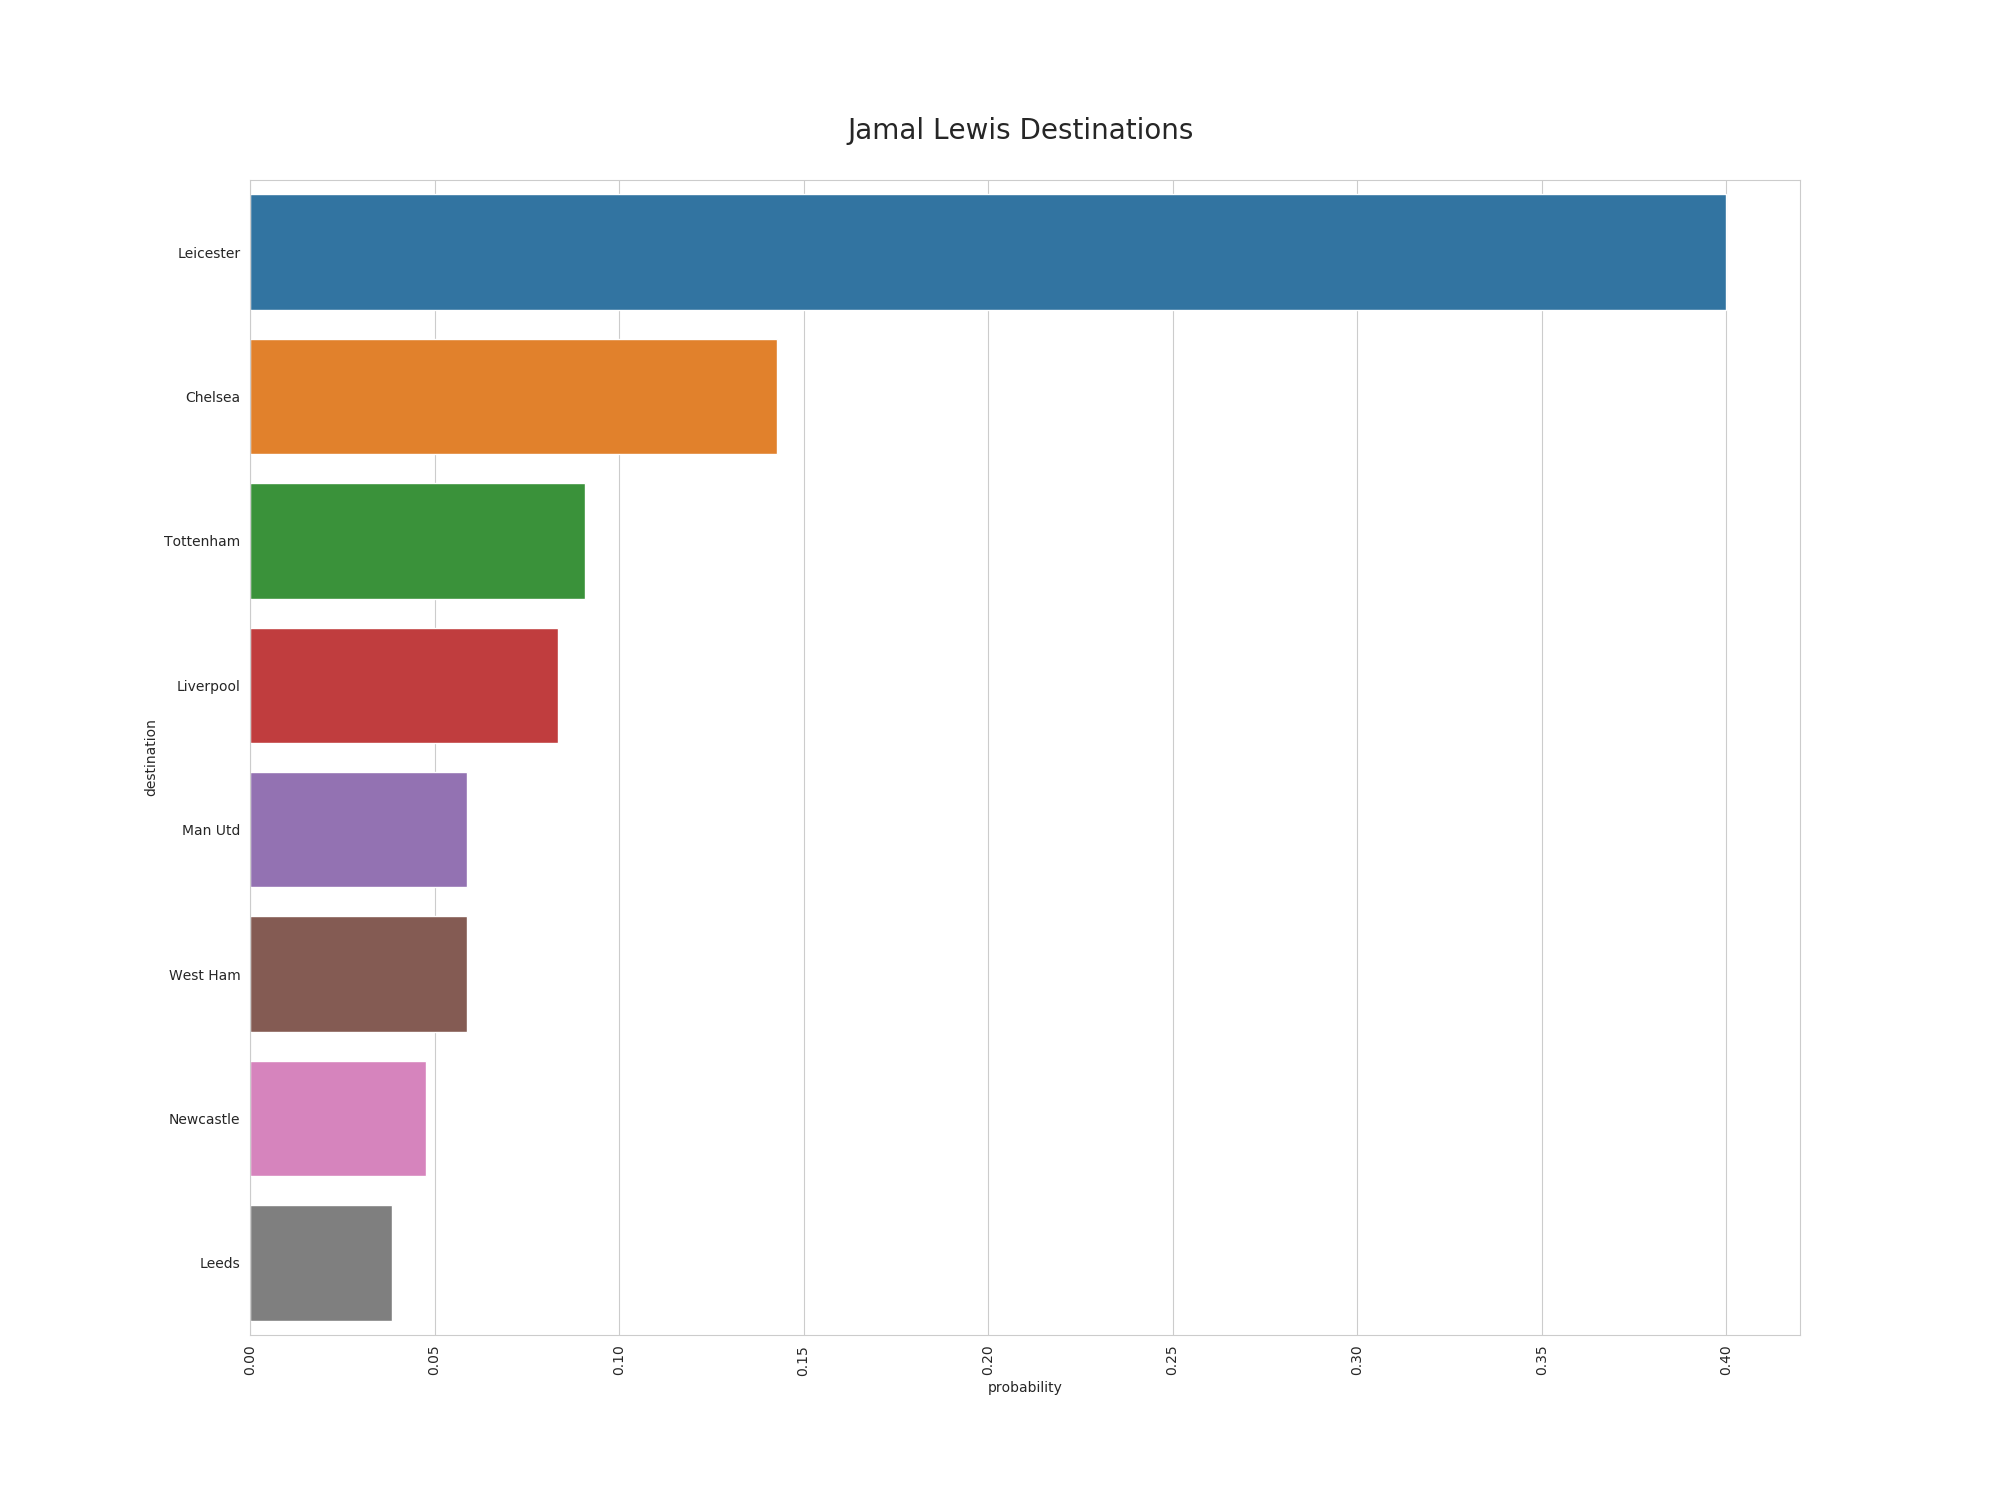 Jamal Lewis Destinations
destination
Leicester
Chelsea
Tottenham
Liverpool
Man Utd
West Ham
Newcastle
Leeds
0.00
0.05
0.10
0.15
0.20
0.25
0.30
0.35
0.40
probability